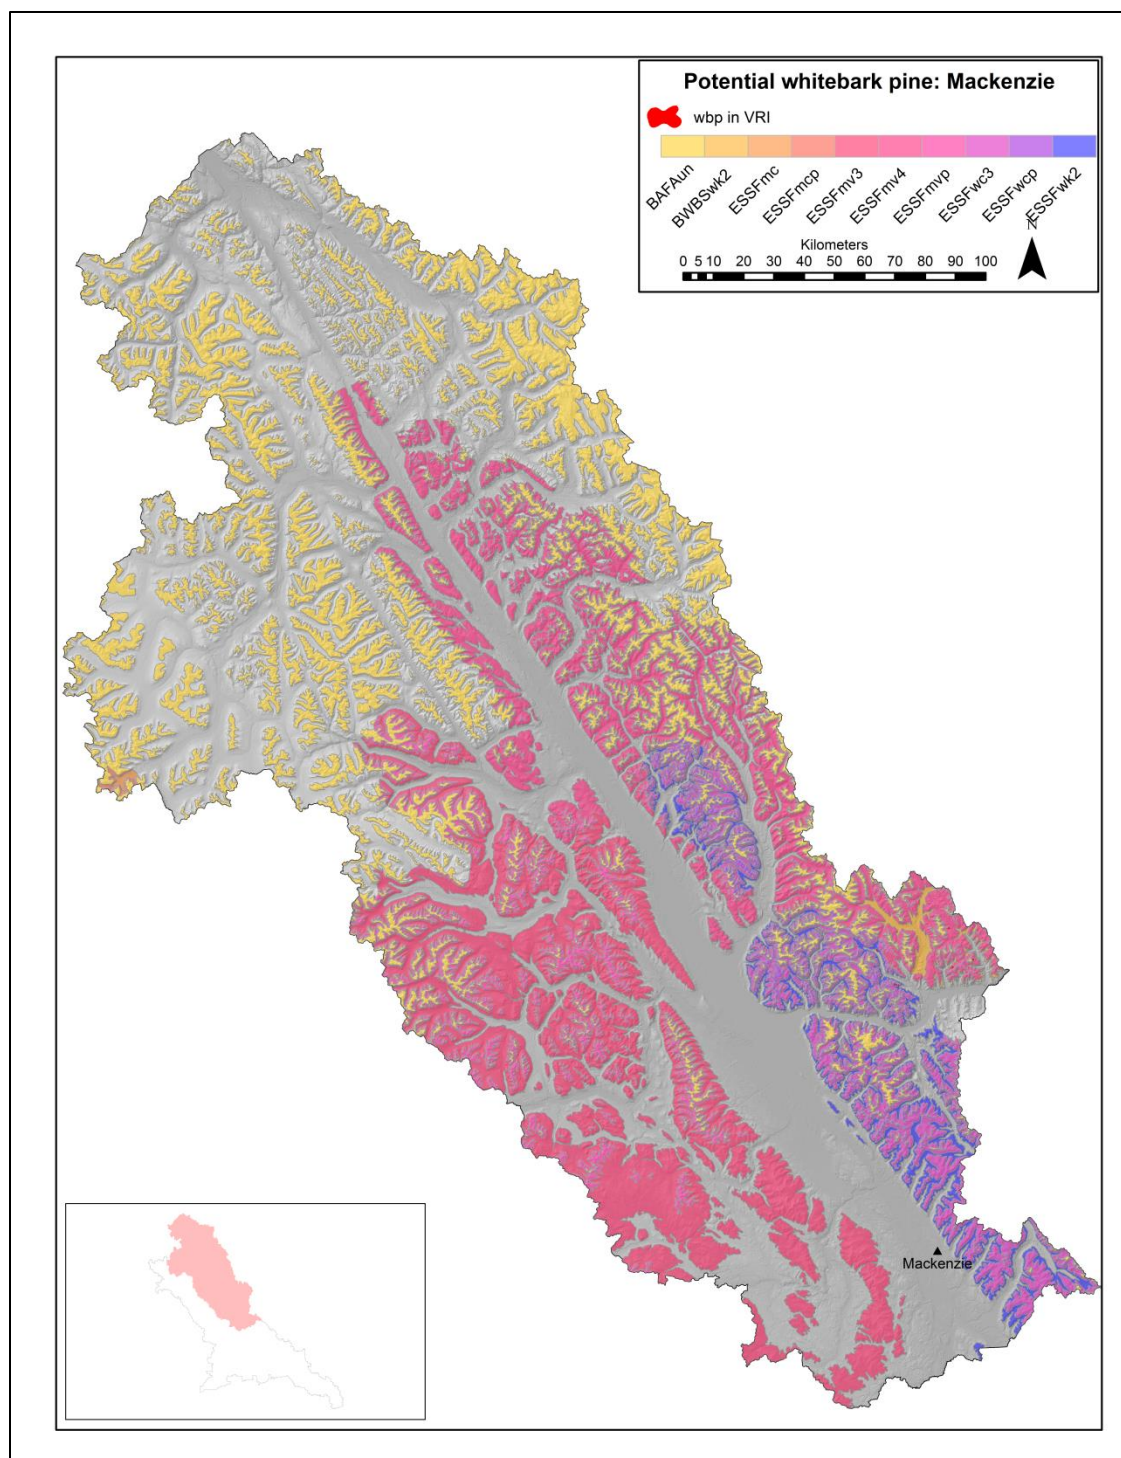 Potential whitebark pine: Mackenzie
wbp in VRI
BAFAun
BWBSwk2
ESSFmc
ESSFmcp
ESSFmv3
ESSFmv4
ESSFmvp
ESSFwc3
ESSFwcp
ESSFwk2
Kilometers
N
0 5 10 20 30 40 50 60 70 80 90 100
Mackenzie